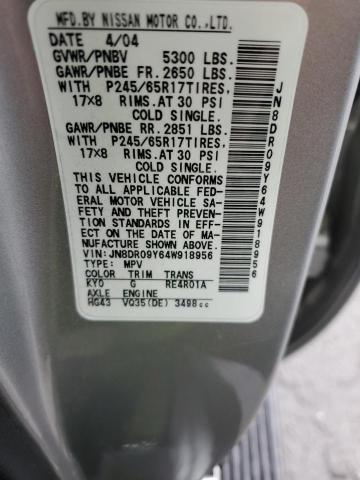 MFD.BY NISSAN MOTOR CO.,LTD.
DATE 4/04
GVWR/PNBV 5300 LBS.
GAWR/PNBE FR. 2650 LBS.
WITH P245/65R17TIRES,
17×8 RIMS.AT 30 PSI
COLD SINGLE.
GAWR/PNBE RR. 2851 LBS.
WITH P245/65R17TIRES,
17×8 RIMS.AT 30 PSI
COLD SINGLE.
THIS VEHICLE CONFORMS
TO ALL APPLICABLE FED-
ERAL MOTOR VEHICLE SA-
FETY AND THEFT PREVEN-
TION STANDARDS IN EFF-
ECT ON THE DATE OF MA-
NUFACTURE SHOWN ABOVE.
VIN:JN8DR09Y64W918956
TYPE: MPV
COLOR TRIM TRANS
KY0 G RE4R01A
AXLE ENGINE
HG43 VQ35(DE) 3498cc
JN8DR09Y64W918956